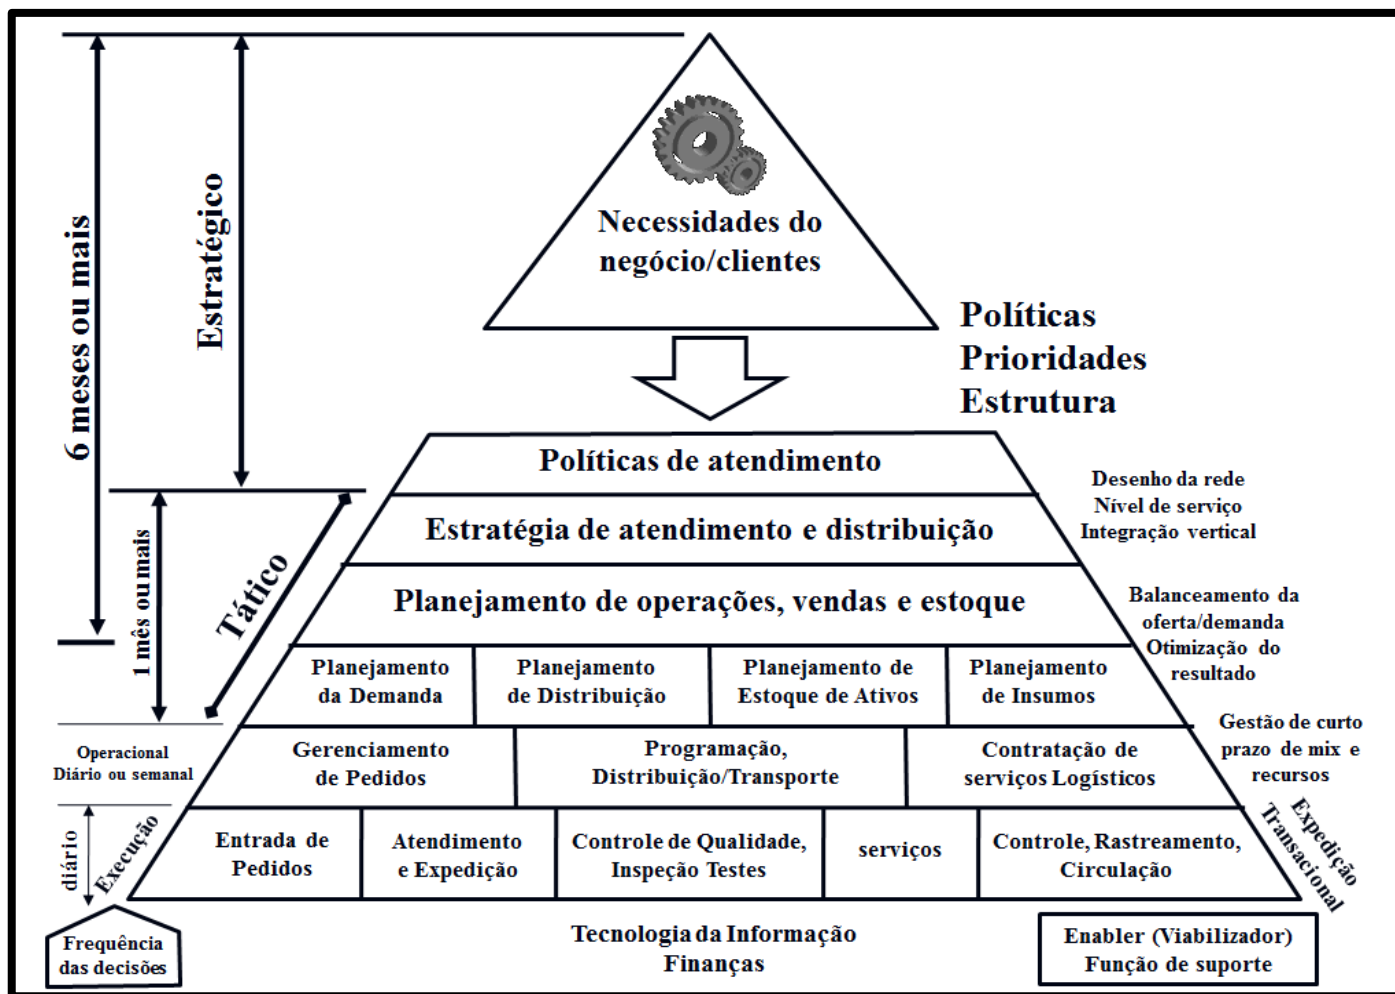 Necessidades do
negócio/clientes
Políticas
Prioridades
Estrutura
6 meses ou mais
Estratégico
Políticas de atendimento
Estratégia de atendimento e distribuição
Desenho da rede
Nível de serviço
Integração vertical
1 mês ou mais
Tático
Planejamento de operações, vendas e estoque
Balanceamento da
oferta/demanda
Otimização do
resultado
Planejamento
da Demanda
Planejamento
de Distribuição
Planejamento de
Estoque de Ativos
Planejamento
de Insumos
Operacional
Diário ou semanal
Gerenciamento
de Pedidos
Programação,
Distribuição/Transporte
Contratação de
serviços Logísticos
Gestão de curto
prazo de mix e
recursos
diário
Execução
Entrada de
Pedidos
Atendimento
e Expedição
Controle de Qualidade,
Inspeção Testes
serviços
Controle, Rastreamento,
Circulação
Expedição
Transacional
Frequência
das decisões
Tecnologia da Informação
Finanças
Enabler (Viabilizador)
Função de suporte